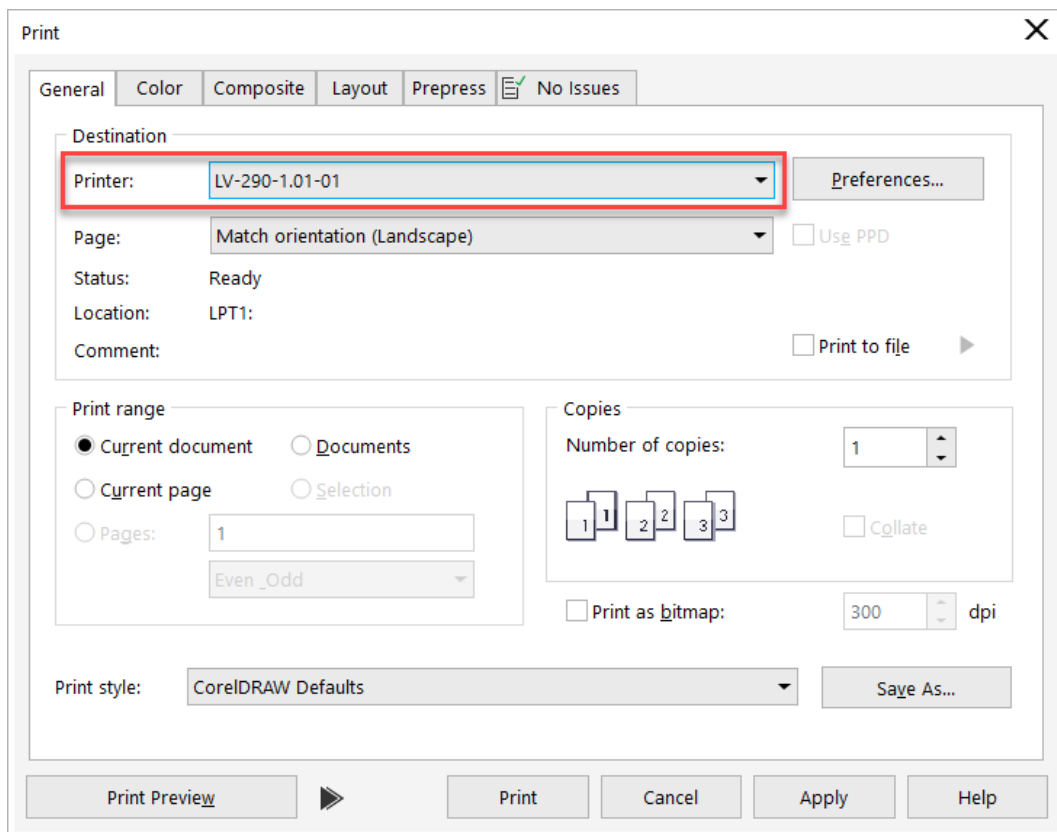 Print
General Color Composite Layout Prepress No Issues
Destination
Printer: LV-290-1.01-01 Preferences...
Page: Match orientation (Landscape) Use PPD
Status: Ready
Location: LPT1:
Comment: Print to file
Print range Copies
Current document Documents Number of copies: 1
Current page Selection
1 1 2 2 3 3
Pages: 1 Collate
Even _Odd
Print as bitmap: 300 dpi
Print style: CorelDRAW Defaults Save As...
Print Preview Print Cancel Apply Help